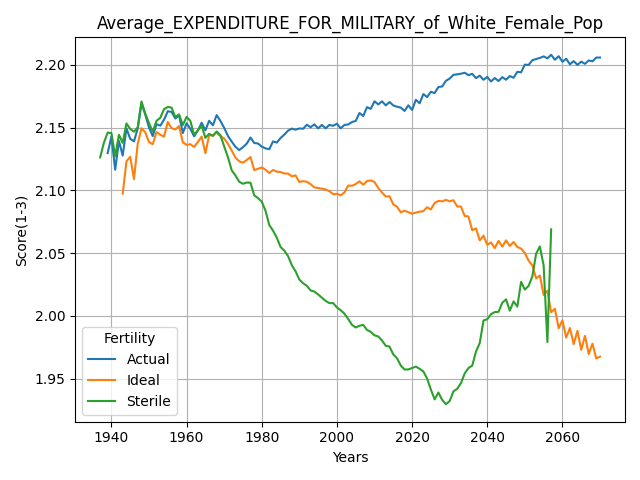 Average_EXPENDITURE_FOR_MILITARY_of_White_Female_Pop
Score(1-3)
2.20
2.15
2.10
2.05
2.00
1.95
Fertility
Actual
Ideal
Sterile
1940 1960 1980 2000 2020 2040 2060
Years